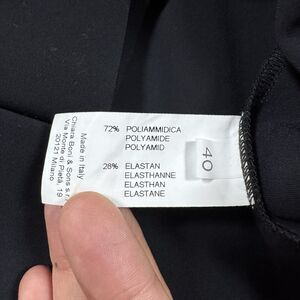 72% POLIAMMIDICA
POLYAMIDE
POLYAMID
28% ELASTAN
ELASTHANNE
ELASTHAN
ELASTANE
40
Made in Italy
Chiara Boni & Sons s.r.l.
Via Monte di Pietà, 19
20121 Milano